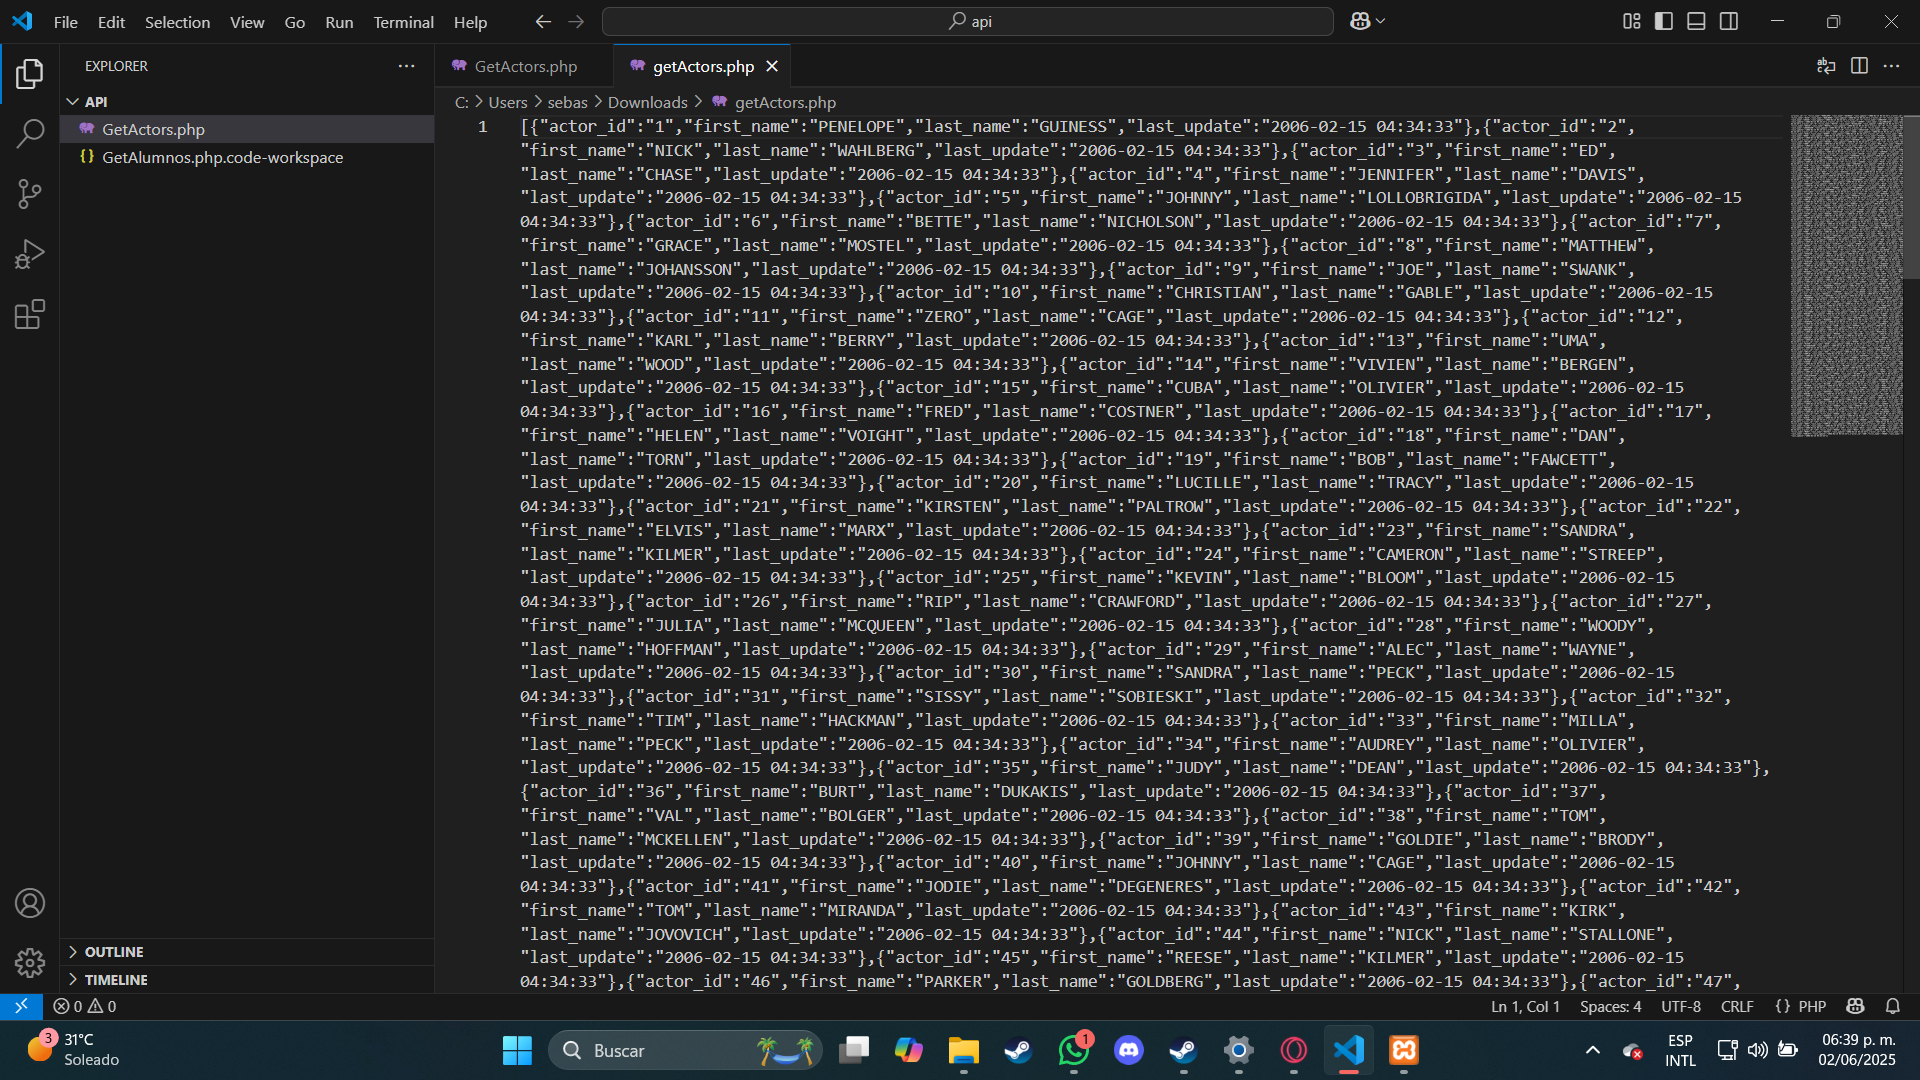 File Edit Selection View Go Run Terminal Help
api
EXPLORER
API
GetActors.php
GetAlumnos.php.code-workspace
OUTLINE
TIMELINE
GetActors.php
getActors.php
C: > Users > sebas > Downloads > getActors.php
1
[{"actor_id":"1","first_name":"PENELOPE","last_name":"GUINESS","last_update":"2006-02-15 04:34:33"},{"actor_id":"2",
"first_name":"NICK","last_name":"WAHLBERG","last_update":"2006-02-15 04:34:33"},{"actor_id":"3","first_name":"ED",
"last_name":"CHASE","last_update":"2006-02-15 04:34:33"},{"actor_id":"4","first_name":"JENNIFER","last_name":"DAVIS",
"last_update":"2006-02-15 04:34:33"},{"actor_id":"5","first_name":"JOHNNY","last_name":"LOLLOBRIGIDA","last_update":"2006-02-15
04:34:33"},{"actor_id":"6","first_name":"BETTE","last_name":"NICHOLSON","last_update":"2006-02-15 04:34:33"},{"actor_id":"7",
"first_name":"GRACE","last_name":"MOSTEL","last_update":"2006-02-15 04:34:33"},{"actor_id":"8","first_name":"MATTHEW",
"last_name":"JOHANSSON","last_update":"2006-02-15 04:34:33"},{"actor_id":"9","first_name":"JOE","last_name":"SWANK",
"last_update":"2006-02-15 04:34:33"},{"actor_id":"10","first_name":"CHRISTIAN","last_name":"GABLE","last_update":"2006-02-15
04:34:33"},{"actor_id":"11","first_name":"ZERO","last_name":"CAGE","last_update":"2006-02-15 04:34:33"},{"actor_id":"12",
"first_name":"KARL","last_name":"BERRY","last_update":"2006-02-15 04:34:33"},{"actor_id":"13","first_name":"UMA",
"last_name":"WOOD","last_update":"2006-02-15 04:34:33"},{"actor_id":"14","first_name":"VIVIEN","last_name":"BERGEN",
"last_update":"2006-02-15 04:34:33"},{"actor_id":"15","first_name":"CUBA","last_name":"OLIVIER","last_update":"2006-02-15
04:34:33"},{"actor_id":"16","first_name":"FRED","last_name":"COSTNER","last_update":"2006-02-15 04:34:33"},{"actor_id":"17",
"first_name":"HELEN","last_name":"VOIGHT","last_update":"2006-02-15 04:34:33"},{"actor_id":"18","first_name":"DAN",
"last_name":"TORN","last_update":"2006-02-15 04:34:33"},{"actor_id":"19","first_name":"BOB","last_name":"FAWCETT",
"last_update":"2006-02-15 04:34:33"},{"actor_id":"20","first_name":"LUCILLE","last_name":"TRACY","last_update":"2006-02-15
04:34:33"},{"actor_id":"21","first_name":"KIRSTEN","last_name":"PALTROW","last_update":"2006-02-15 04:34:33"},{"actor_id":"22",
"first_name":"ELVIS","last_name":"MARX","last_update":"2006-02-15 04:34:33"},{"actor_id":"23","first_name":"SANDRA",
"last_name":"KILMER","last_update":"2006-02-15 04:34:33"},{"actor_id":"24","first_name":"CAMERON","last_name":"STREEP",
"last_update":"2006-02-15 04:34:33"},{"actor_id":"25","first_name":"KEVIN","last_name":"BLOOM","last_update":"2006-02-15
04:34:33"},{"actor_id":"26","first_name":"RIP","last_name":"CRAWFORD","last_update":"2006-02-15 04:34:33"},{"actor_id":"27",
"first_name":"JULIA","last_name":"MCQUEEN","last_update":"2006-02-15 04:34:33"},{"actor_id":"28","first_name":"WOODY",
"last_name":"HOFFMAN","last_update":"2006-02-15 04:34:33"},{"actor_id":"29","first_name":"ALEC","last_name":"WAYNE",
"last_update":"2006-02-15 04:34:33"},{"actor_id":"30","first_name":"SANDRA","last_name":"PECK","last_update":"2006-02-15
04:34:33"},{"actor_id":"31","first_name":"SISSY","last_name":"SOBIESKI","last_update":"2006-02-15 04:34:33"},{"actor_id":"32",
"first_name":"TIM","last_name":"HACKMAN","last_update":"2006-02-15 04:34:33"},{"actor_id":"33","first_name":"MILLA",
"last_name":"PECK","last_update":"2006-02-15 04:34:33"},{"actor_id":"34","first_name":"AUDREY","last_name":"OLIVIER",
"last_update":"2006-02-15 04:34:33"},{"actor_id":"35","first_name":"JUDY","last_name":"DEAN","last_update":"2006-02-15 04:34:33"},
{"actor_id":"36","first_name":"BURT","last_name":"DUKAKIS","last_update":"2006-02-15 04:34:33"},{"actor_id":"37",
"first_name":"VAL","last_name":"BOLGER","last_update":"2006-02-15 04:34:33"},{"actor_id":"38","first_name":"TOM",
"last_name":"MCKELLEN","last_update":"2006-02-15 04:34:33"},{"actor_id":"39","first_name":"GOLDIE","last_name":"BRODY",
"last_update":"2006-02-15 04:34:33"},{"actor_id":"40","first_name":"JOHNNY","last_name":"CAGE","last_update":"2006-02-15
04:34:33"},{"actor_id":"41","first_name":"JODIE","last_name":"DEGENERES","last_update":"2006-02-15 04:34:33"},{"actor_id":"42",
"first_name":"TOM","last_name":"MIRANDA","last_update":"2006-02-15 04:34:33"},{"actor_id":"43","first_name":"KIRK",
"last_name":"JOVOVICH","last_update":"2006-02-15 04:34:33"},{"actor_id":"44","first_name":"NICK","last_name":"STALLONE",
"last_update":"2006-02-15 04:34:33"},{"actor_id":"45","first_name":"REESE","last_name":"KILMER","last_update":"2006-02-15
04:34:33"},{"actor_id":"46","first_name":"PARKER","last_name":"GOLDBERG","last_update":"2006-02-15 04:34:33"},{"actor_id":"47",
0 0
Ln 1, Col 1 Spaces: 4 UTF-8 CRLF {} PHP
3
31°C
Soleado
Buscar
1
ESP
INTL
06:39 p. m.
02/06/2025